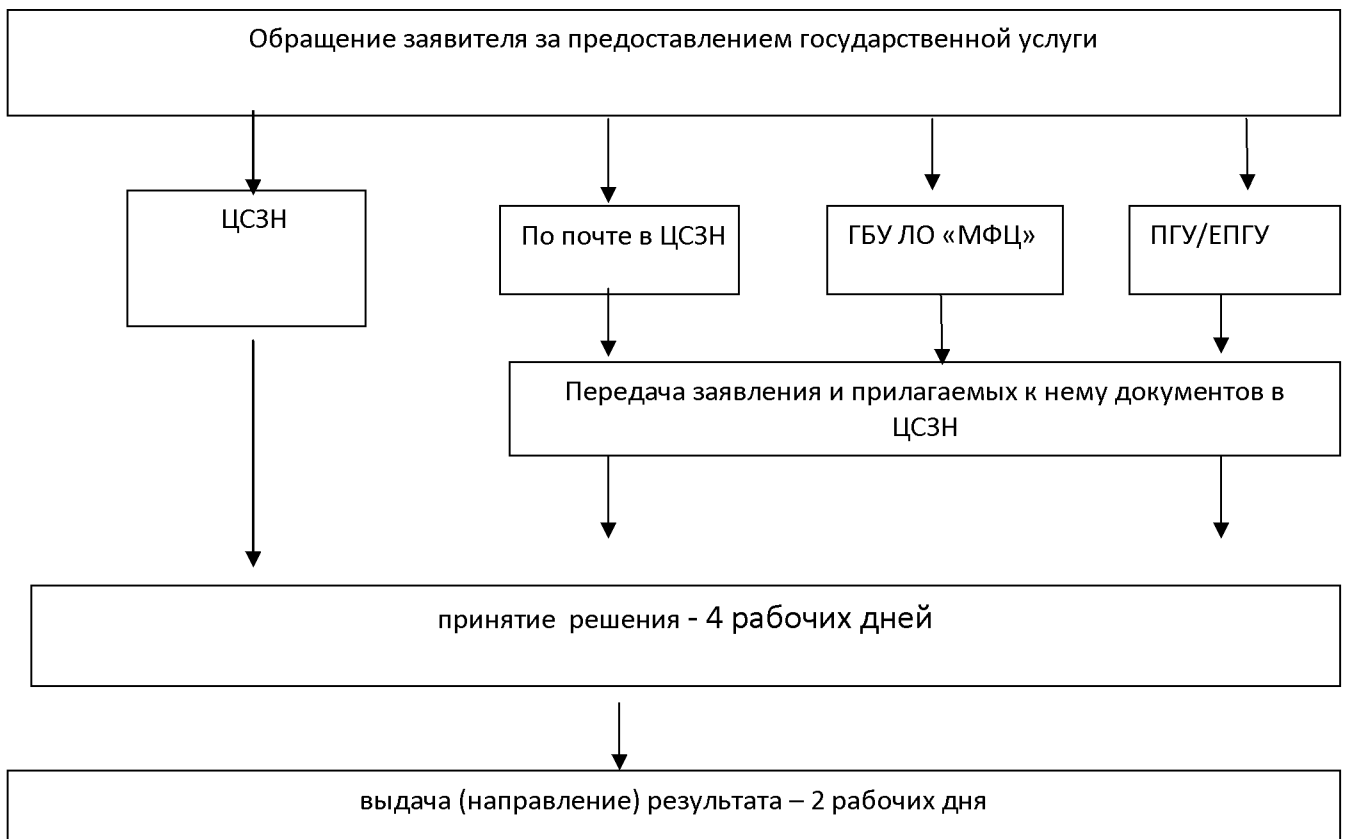 Обращение заявителя за предоставлением государственной услуги
ЦСЗН
По почте в ЦСЗН
ГБУ ЛО «МФЦ»
ПГУ/ЕПГУ
Передача заявления и прилагаемых к нему документов в
ЦСЗН
принятие решения - 4 рабочих дней
выдача (направление) результата – 2 рабочих дня